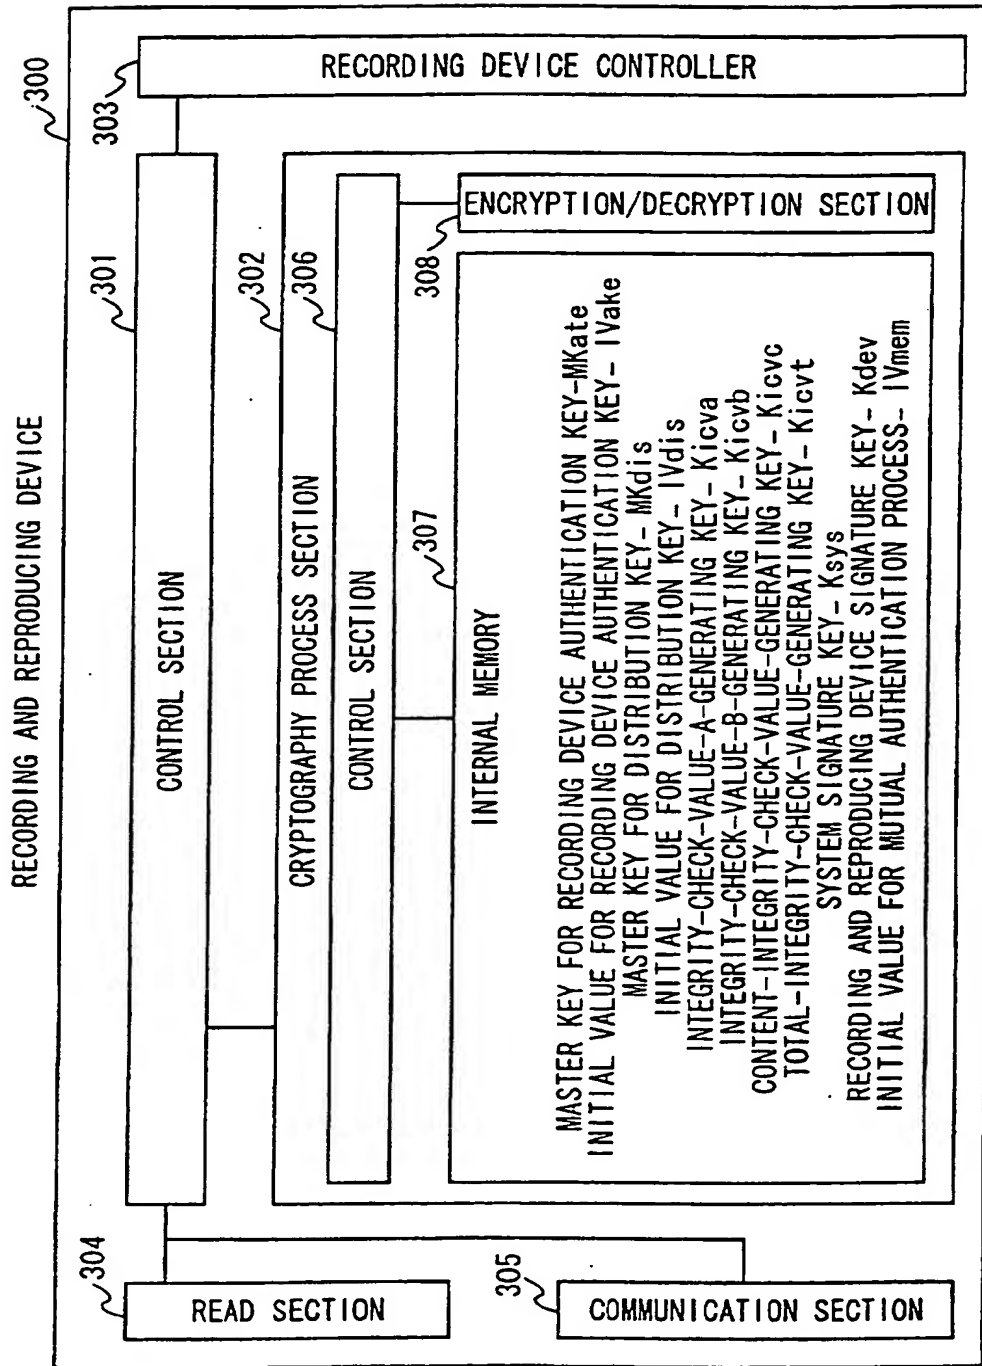 RECORDING AND REPRODUCING DEVICE
300
301
CONTROL SECTION
303
RECORDING DEVICE CONTROLLER
302
CRYPTOGRAPHY PROCESS SECTION
306
CONTROL SECTION
307
INTERNAL MEMORY
MASTER KEY FOR RECORDING DEVICE AUTHENTICATION KEY-MKate
INITIAL VALUE FOR RECORDING DEVICE AUTHENTICATION KEY- IVake
MASTER KEY FOR DISTRIBUTION KEY- MKdis
INITIAL VALUE FOR DISTRIBUTION KEY- IVdis
INTEGRITY-CHECK-VALUE-A-GENERATING KEY- Kicva
INTEGRITY-CHECK-VALUE-B-GENERATING KEY- Kicvb
CONTENT-INTEGRITY-CHECK-VALUE-GENERATING KEY- Kicvc
TOTAL-INTEGRITY-CHECK-VALUE-GENERATING KEY- Kicvt
SYSTEM SIGNATURE KEY- Ksys
RECORDING AND REPRODUCING DEVICE SIGNATURE KEY- Kdev
INITIAL VALUE FOR MUTUAL AUTHENTICATION PROCESS- IVmem
308
ENCRYPTION/DECRYPTION SECTION
304
READ SECTION
305
COMMUNICATION SECTION